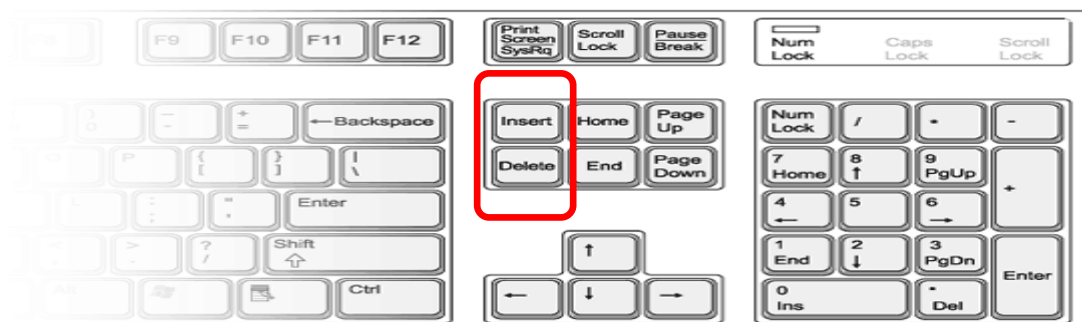 F9 F10 F11 F12
Print Screen SysRq
Scroll Lock
Pause Break
Num Lock
Caps Lock
Scroll Lock
) 0
_ -
+ =
←Backspace
Insert
Home
Page Up
Num Lock
/
*
-
P
{ [
} ]
| \
Delete
End
Page Down
7 Home
8 ↑
9 PgUp
+
L
: ;
" '
Enter
4 ←
5
6 →
>
? /
Shift ⇧
↑
1 End
2 ↓
3 PgDn
Enter
Alt
Ctrl
←
↓
→
0 Ins
. Del